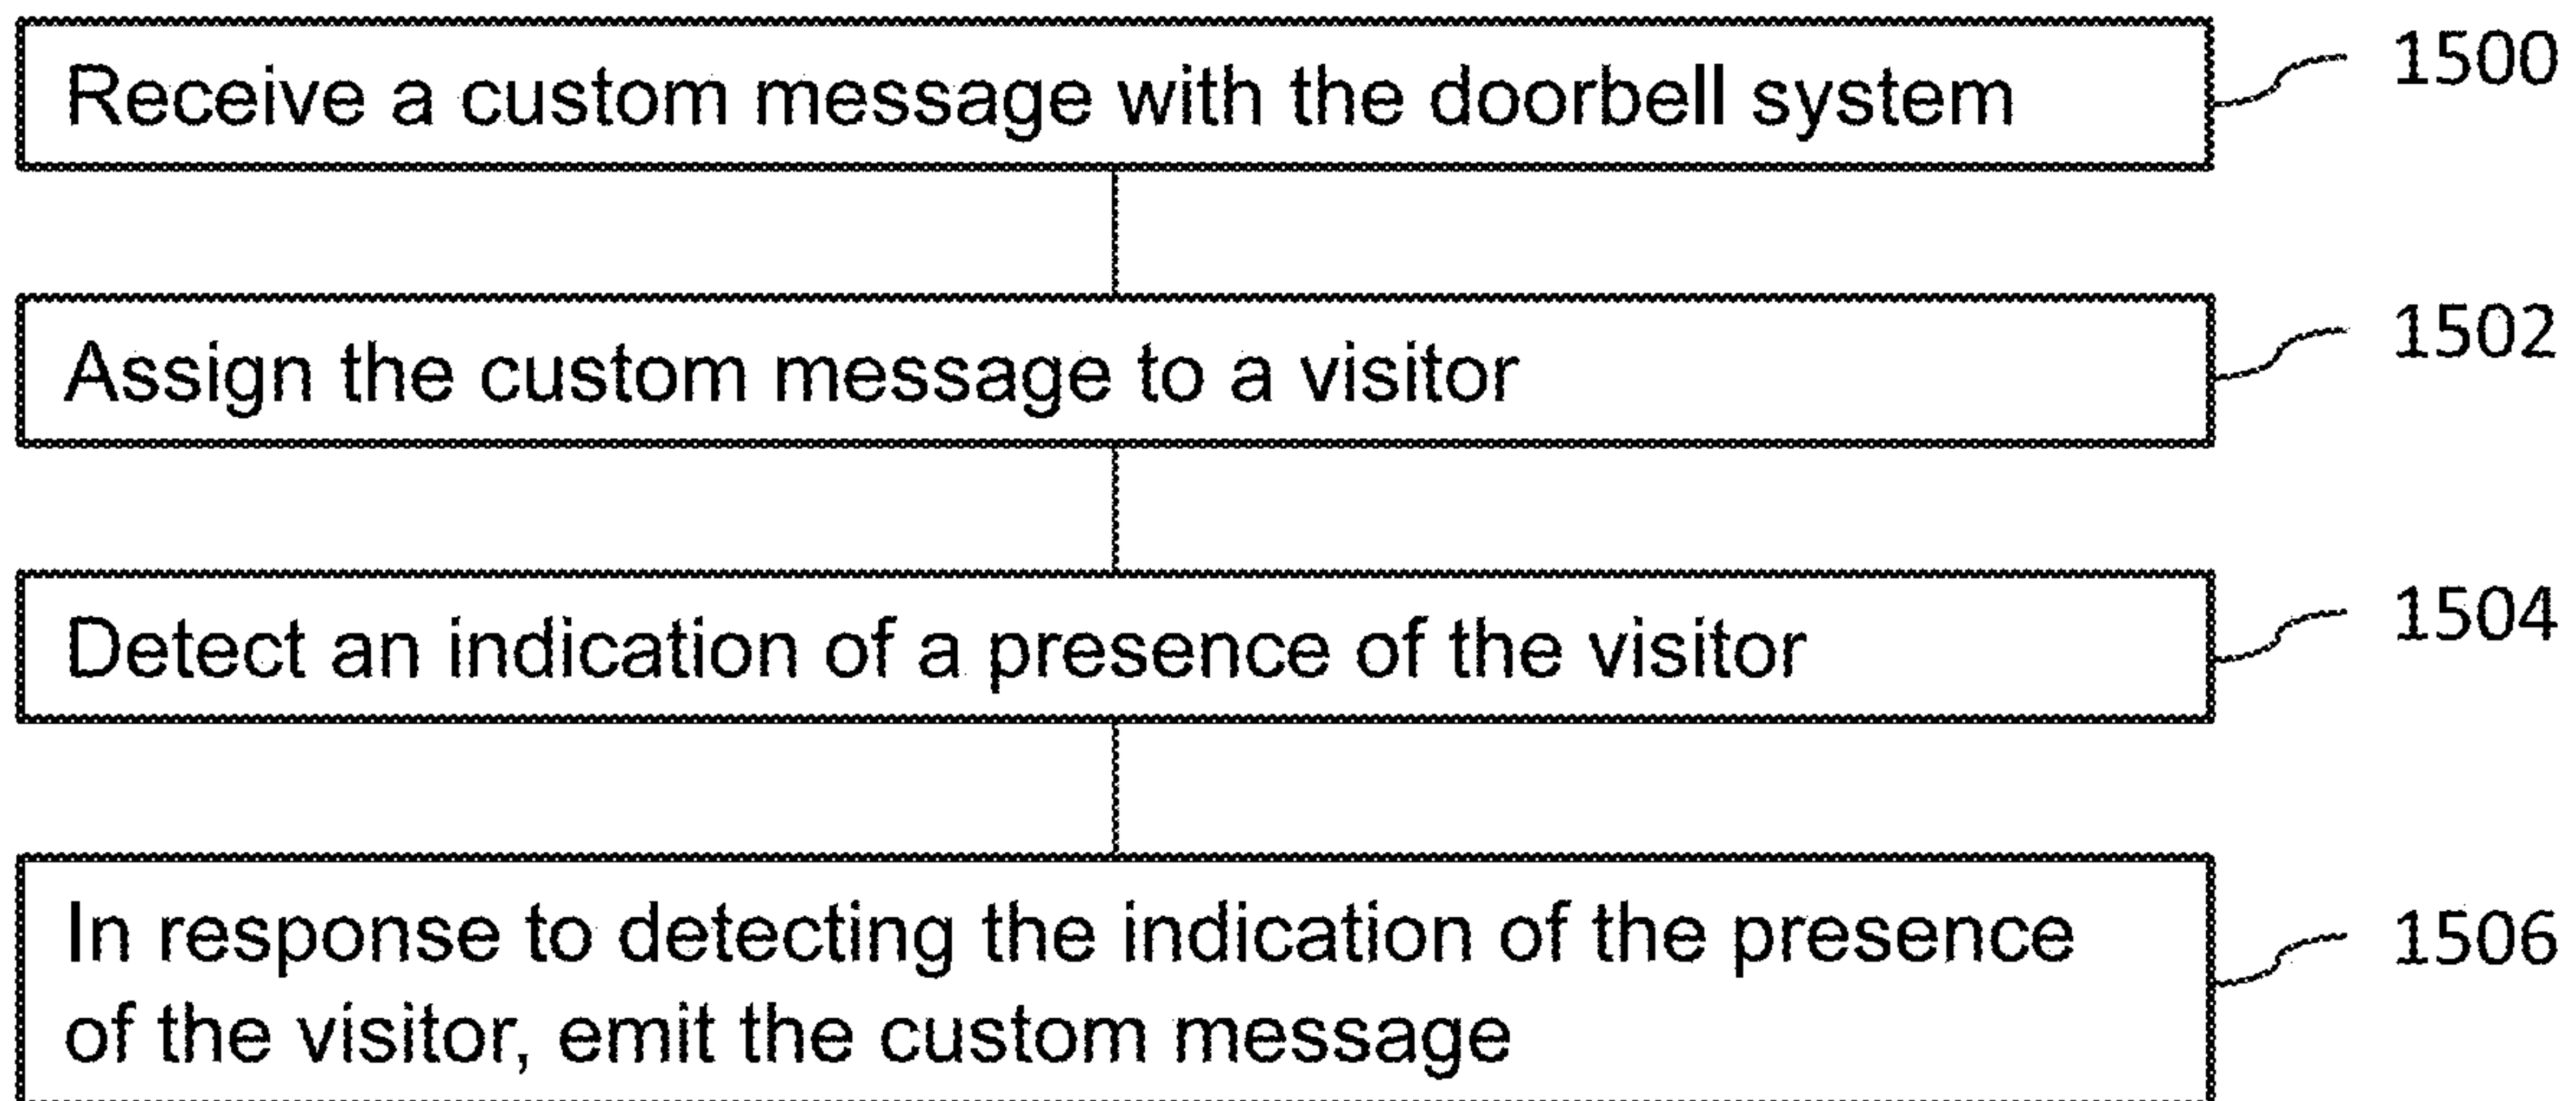 Receive a custom message with the doorbell system 1500
Assign the custom message to a visitor 1502
Detect an indication of a presence of the visitor 1504
In response to detecting the indication of the presence 1506
of the visitor, emit the custom message